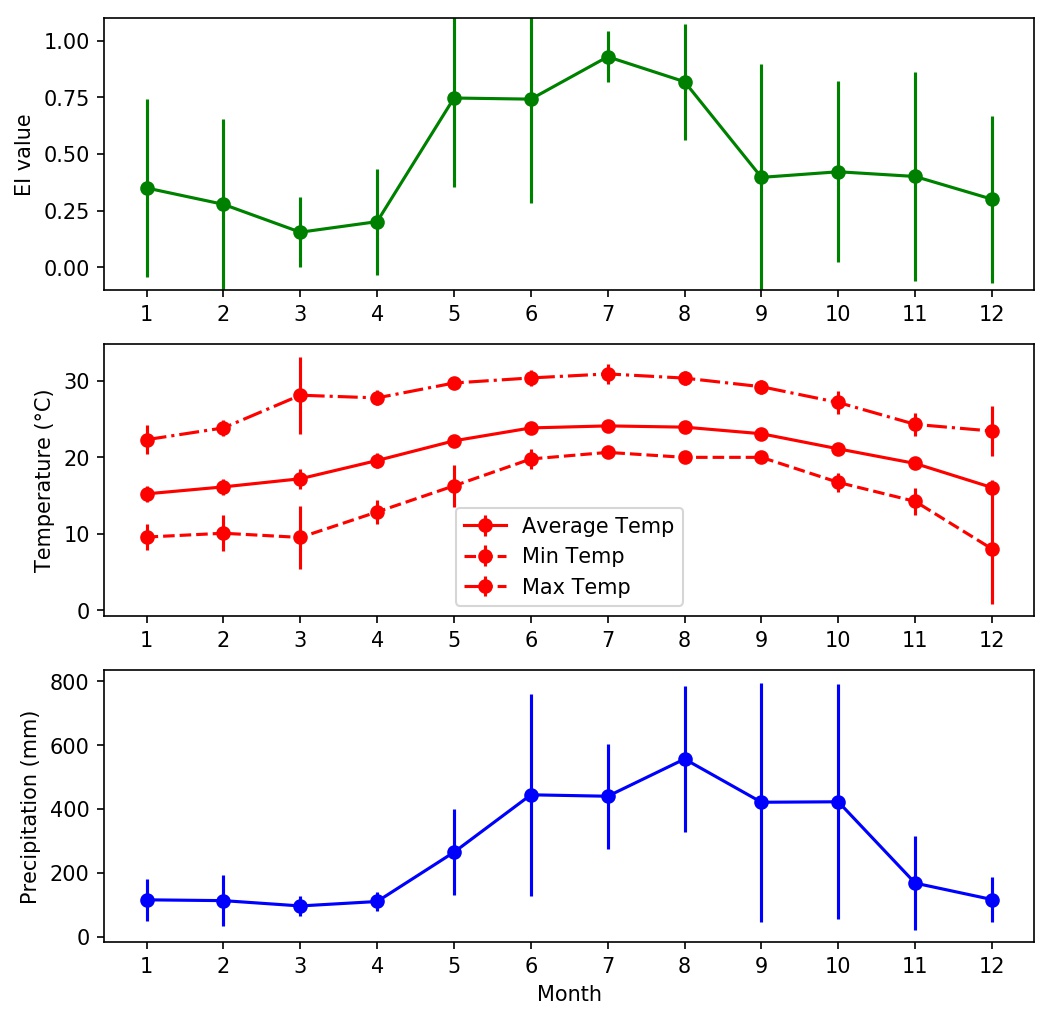 EI value
1.00
0.75
0.50
0.25
0.00
1 2 3 4 5 6 7 8 9 10 11 12
Temperature (°C)
30
20
10
0
Average Temp
Min Temp
Max Temp
1 2 3 4 5 6 7 8 9 10 11 12
Precipitation (mm)
800
600
400
200
0
1 2 3 4 5 6 7 8 9 10 11 12
Month